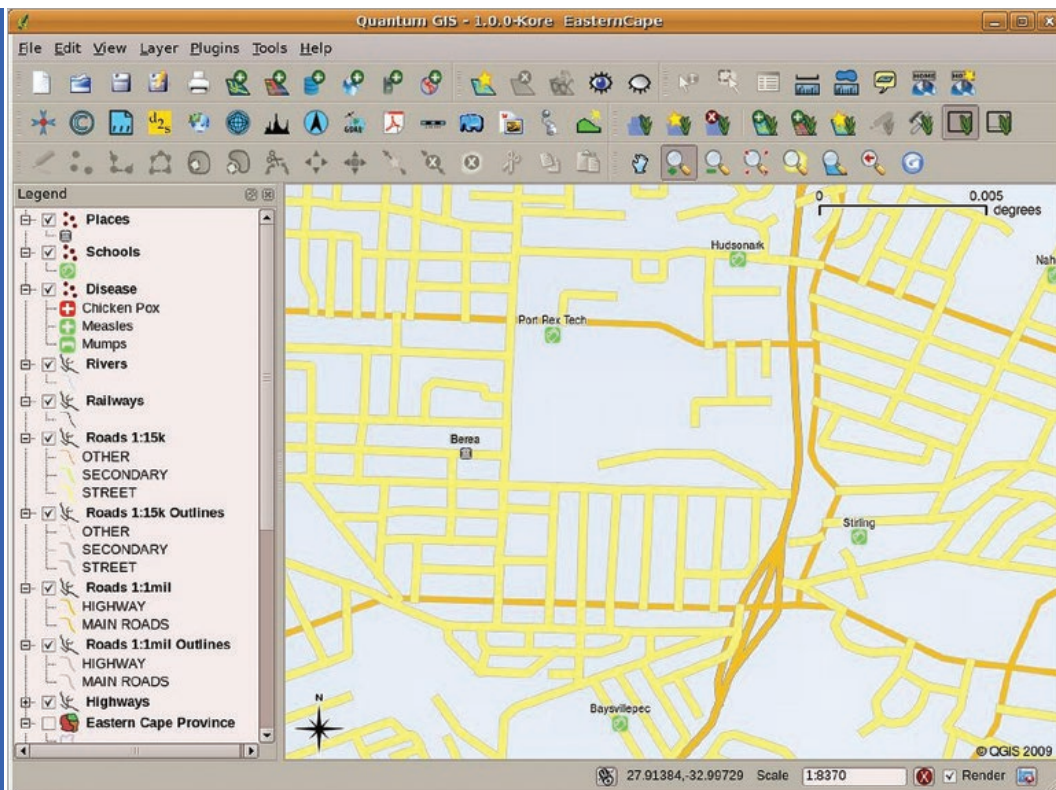 Quantum GIS - 1.0.0-Kore EasternCape
File Edit View Layer Plugins Tools Help
Legend
Places
Schools
Disease
Chicken Pox
Measles
Mumps
Rivers
Railways
Roads 1:15k
OTHER
SECONDARY
STREET
Roads 1:15k Outlines
OTHER
SECONDARY
STREET
Roads 1:1mil
HIGHWAY
MAIN ROADS
Roads 1:1mil Outlines
HIGHWAY
MAIN ROADS
Highways
Eastern Cape Province
0 0.005
degrees
Hudsonark
Nah
Port Rex Tech
Berea
Stirling
Baysvillepec
N
© QGIS 2009
27.91384,-32.99729 Scale 1:8370 Render